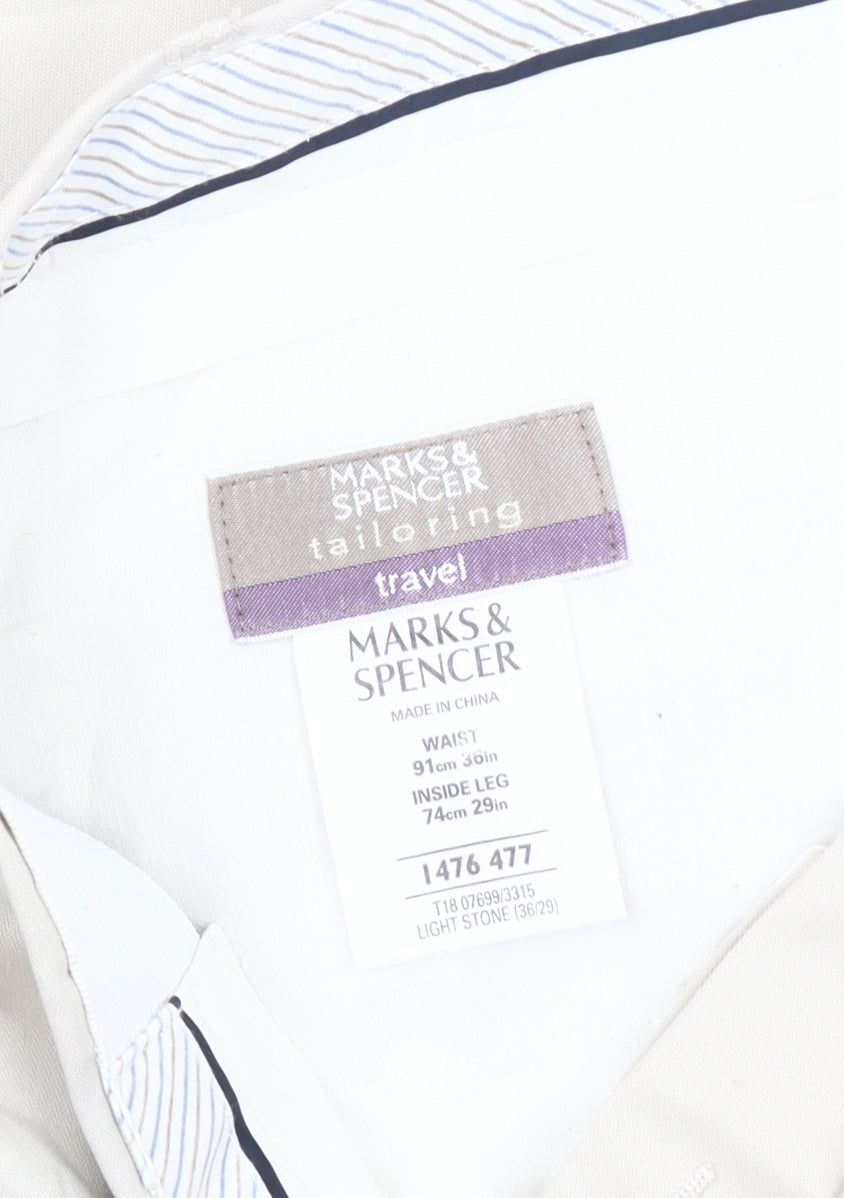 MARKS &
SPENCER
tailoring
travel
MARKS &
SPENCER
MADE IN CHINA
WAIST
91cm 36in
INSIDE LEG
74cm 29in
1476 477
T18 07699/3315
LIGHT STONE (36/29)